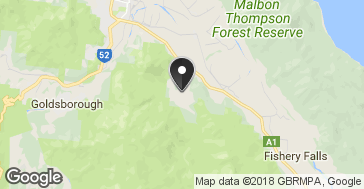 Malbon
Thompson
Forest Reserve
52
Goldsborough
A1
Fishery Falls
Google
Map data ©2018 GBRMPA, Google